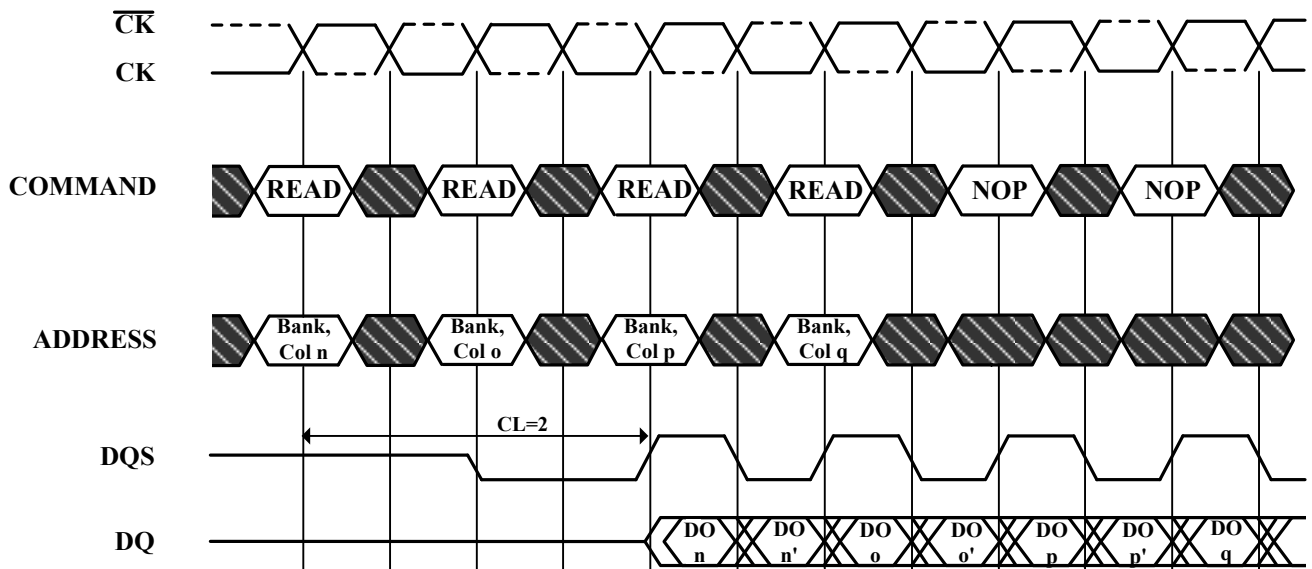 CK
CK
COMMAND
READ
READ
READ
READ
NOP
NOP
ADDRESS
Bank,
Col n
Bank,
Col o
Bank,
Col p
Bank,
Col q
CL=2
DQS
DQ
DO
n
DO
n'
DO
o
DO
o'
DO
p
DO
p'
DO
q